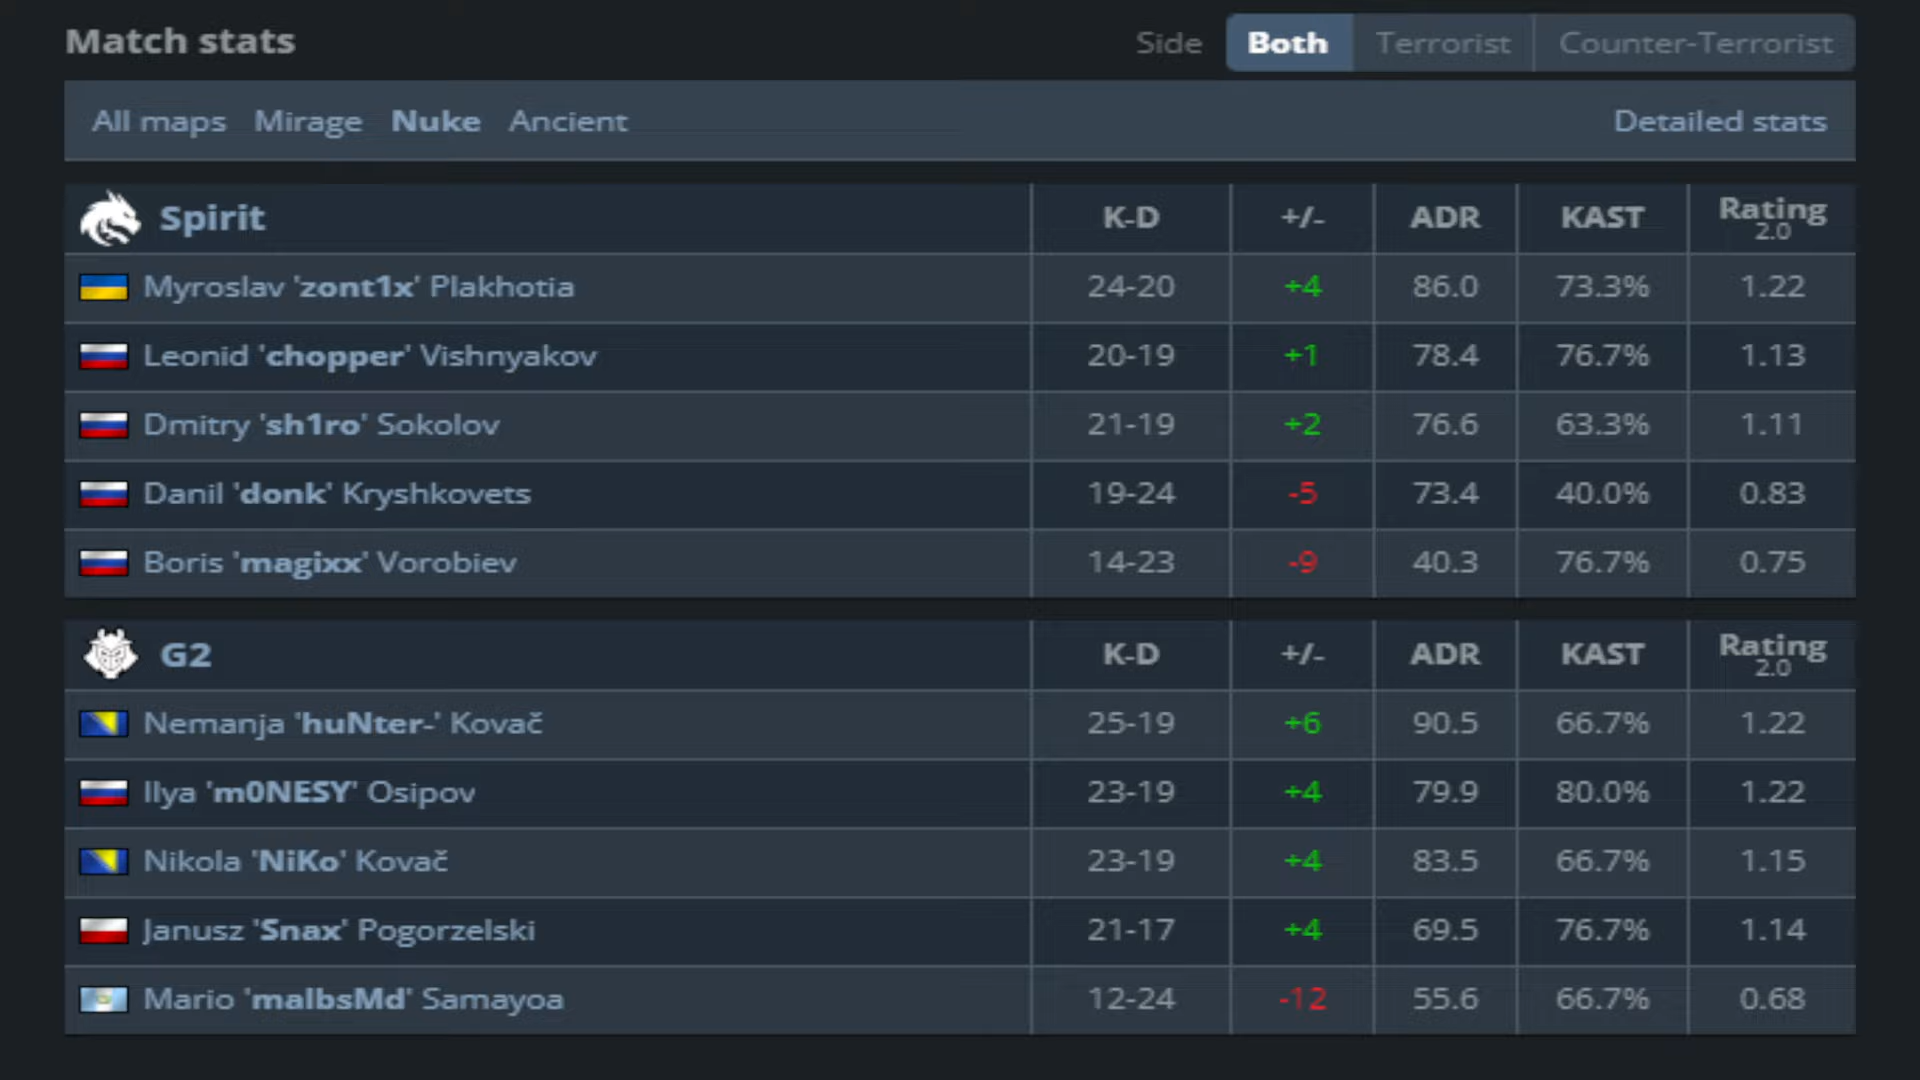 Match stats Side Both Terrorist Counter-Terrorist
All maps Mirage Nuke Ancient Detailed stats
Spirit K-D +/- ADR KAST Rating 2.0
Myroslav 'zont1x' Plakhotia 24-20 +4 86.0 73.3% 1.22
Leonid 'chopper' Vishnyakov 20-19 +1 78.4 76.7% 1.13
Dmitry 'sh1ro' Sokolov 21-19 +2 76.6 63.3% 1.11
Danil 'donk' Kryshkovets 19-24 -5 73.4 40.0% 0.83
Boris 'magixx' Vorobiev 14-23 -9 40.3 76.7% 0.75
G2 K-D +/- ADR KAST Rating 2.0
Nemanja 'huNter-' Kovač 25-19 +6 90.5 66.7% 1.22
Ilya 'm0NESY' Osipov 23-19 +4 79.9 80.0% 1.22
Nikola 'NiKo' Kovač 23-19 +4 83.5 66.7% 1.15
Janusz 'Snax' Pogorzelski 21-17 +4 69.5 76.7% 1.14
Mario 'malbsMd' Samayoa 12-24 -12 55.6 66.7% 0.68